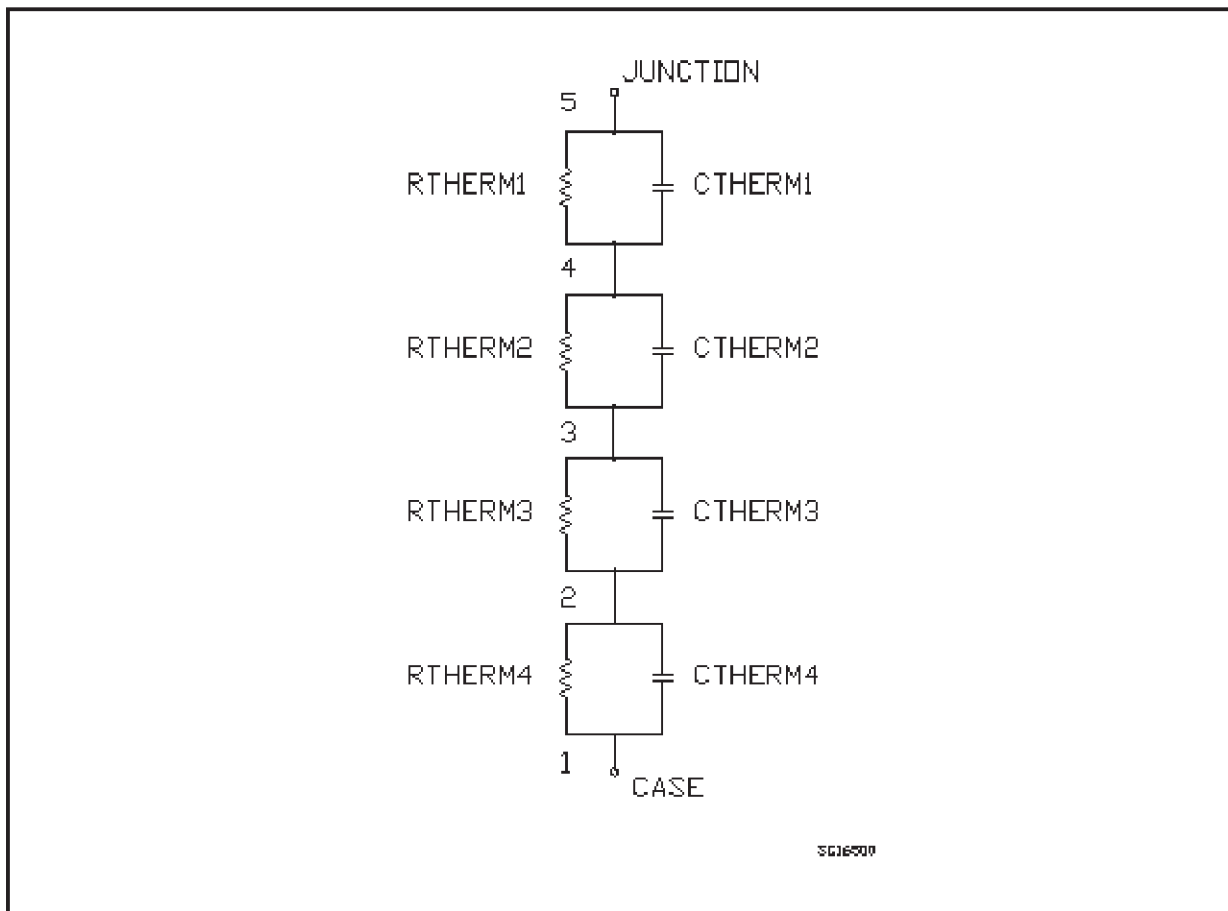 JUNCTION
5
RTHERM1 CTHERM1
4
RTHERM2 CTHERM2
3
RTHERM3 CTHERM3
2
RTHERM4 CTHERM4
1
CASE